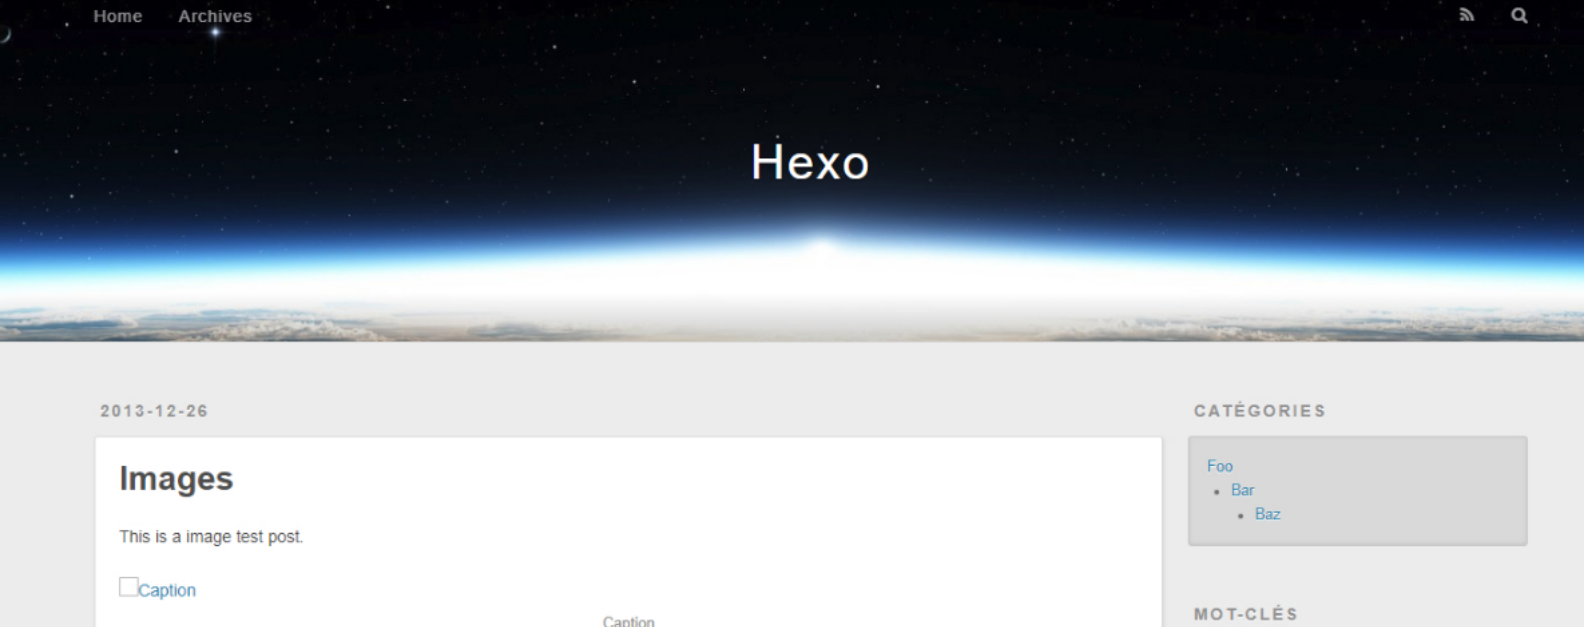 Home Archives
Hexo
2013-12-26
Images
This is a image test post.
Caption
Caption
CATÉGORIES
Foo
Bar
Baz
MOT-CLÉS